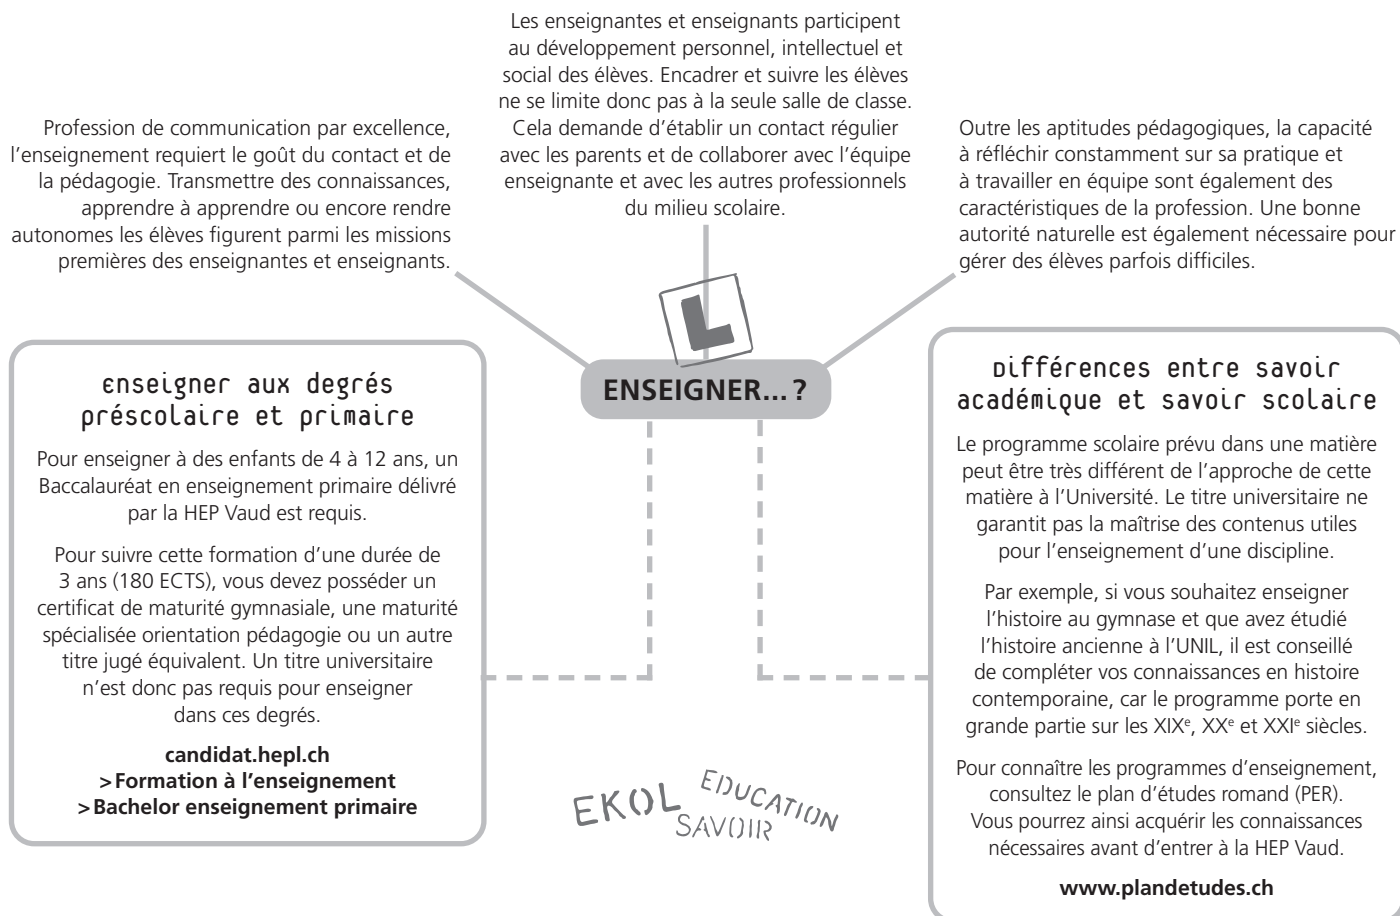 Les enseignantes et enseignants participent
au développement personnel, intellectuel et
social des élèves. Encadrer et suivre les élèves
ne se limite donc pas à la seule salle de classe.
Cela demande d'établir un contact régulier
avec les parents et de collaborer avec l'équipe
enseignante et avec les autres professionnels
du milieu scolaire.
Profession de communication par excellence,
l'enseignement requiert le goût du contact et de
la pédagogie. Transmettre des connaissances,
apprendre à apprendre ou encore rendre
autonomes les élèves figurent parmi les missions
premières des enseignantes et enseignants.
Outre les aptitudes pédagogiques, la capacité
à réfléchir constamment sur sa pratique et
à travailler en équipe sont également des
caractéristiques de la profession. Une bonne
autorité naturelle est également nécessaire pour
gérer des élèves parfois difficiles.
L
ENSEIGNER... ?
Enseigner aux degrés
préscolaire et primaire
Pour enseigner à des enfants de 4 à 12 ans, un
Baccalauréat en enseignement primaire délivré
par la HEP Vaud est requis.
Pour suivre cette formation d'une durée de
3 ans (180 ECTS), vous devez posséder un
certificat de maturité gymnasiale, une maturité
spécialisée orientation pédagogie ou un autre
titre jugé équivalent. Un titre universitaire
n'est donc pas requis pour enseigner
dans ces degrés.
candidat.hepl.ch
> Formation à l'enseignement
> Bachelor enseignement primaire
Différences entre savoir
académique et savoir scolaire
Le programme scolaire prévu dans une matière
peut être très différent de l'approche de cette
matière à l'Université. Le titre universitaire ne
garantit pas la maîtrise des contenus utiles
pour l'enseignement d'une discipline.
Par exemple, si vous souhaitez enseigner
l'histoire au gymnase et que avez étudié
l'histoire ancienne à l'UNIL, il est conseillé
de compléter vos connaissances en histoire
contemporaine, car le programme porte en
grande partie sur les XIXe, XXe et XXIe siècles.
Pour connaître les programmes d'enseignement,
consultez le plan d'études romand (PER).
Vous pourrez ainsi acquérir les connaissances
nécessaires avant d'entrer à la HEP Vaud.
www.plandetudes.ch
EKOL EDUCATION
SAVOIR